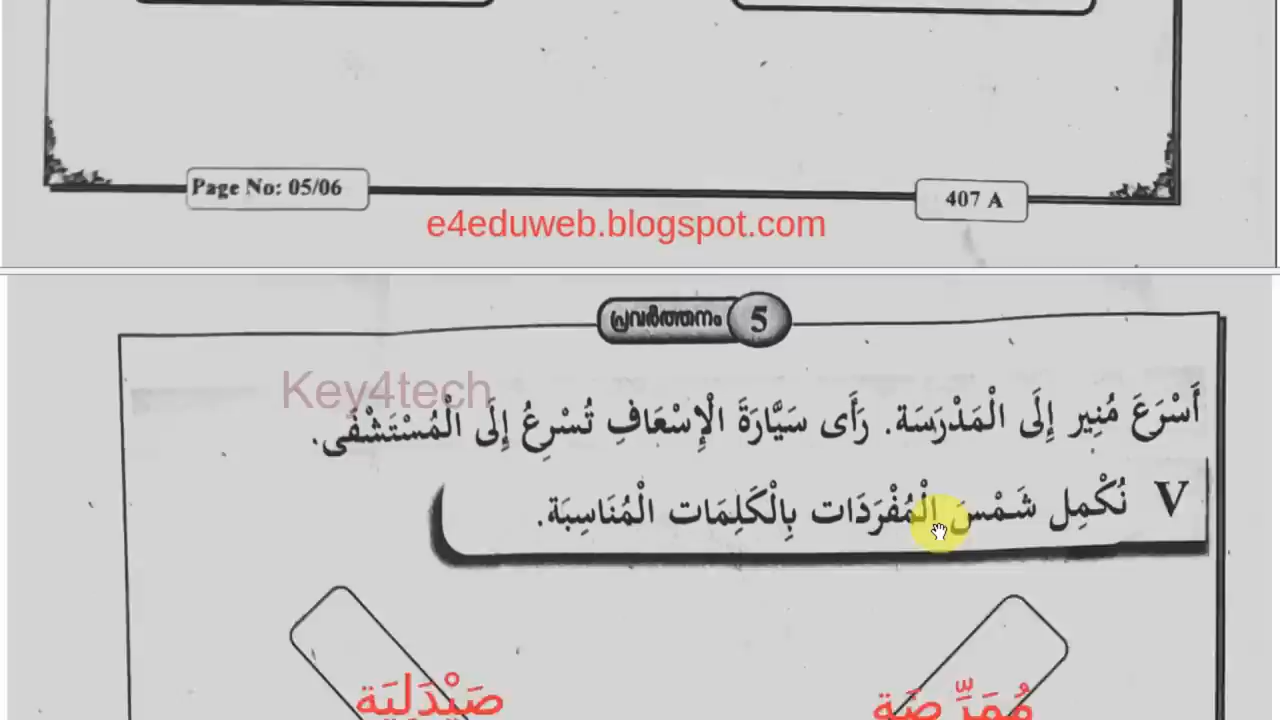 Page No: 05/06
407 A
e4eduweb.blogspot.com
പ്രവർത്തനം 5
Key4tech
أَسْرَعَ مُنِير إِلَى الْمَدْرَسَة. رَأَى سَيَّارَةَ الْإِسْعَافِ تُسْرِعُ إِلَى الْمُسْتَشْفَى.
V نُكْمِل شَمْسَ الْمُفْرَدَات بِالْكَلِمَات الْمُنَاسِبَة.
صَيْدَلِيَة
مُمَرِّضَة